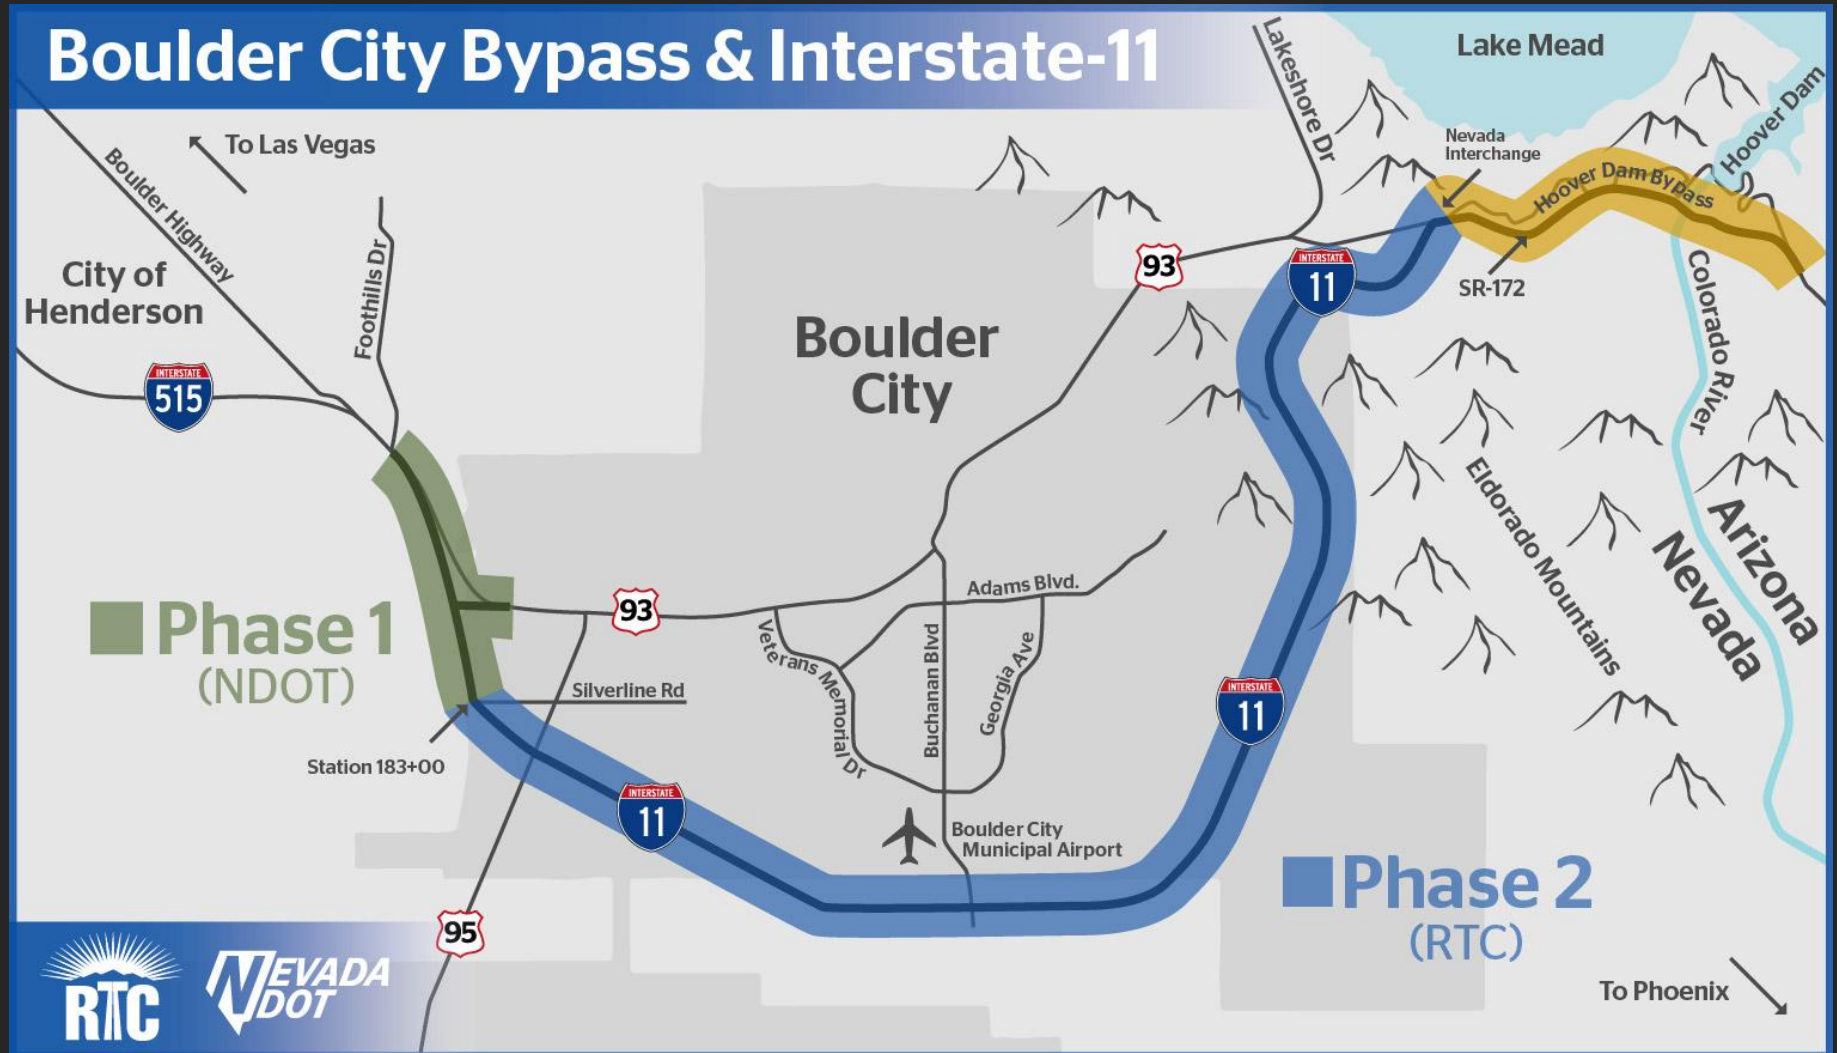 Boulder City Bypass & Interstate-11
Lake Mead
Lakeshore Dr
Hoover Dam
To Las Vegas
Boulder Highway
Nevada
Interchange
Hoover Dam Bypass
City of
Henderson
Foothills Dr
93
INTERSTATE
11
SR-172
Colorado River
Boulder
City
INTERSTATE
515
Eldorado Mountains
Arizona
Nevada
Phase 1
(NDOT)
93
Adams Blvd.
Veterans Memorial Dr
Buchanan Blvd
Georgia Ave
Silverline Rd
INTERSTATE
11
Station 183+00
INTERSTATE
11
Boulder City
Municipal Airport
Phase 2
(RTC)
95
RTC
NEVADA
DOT
To Phoenix